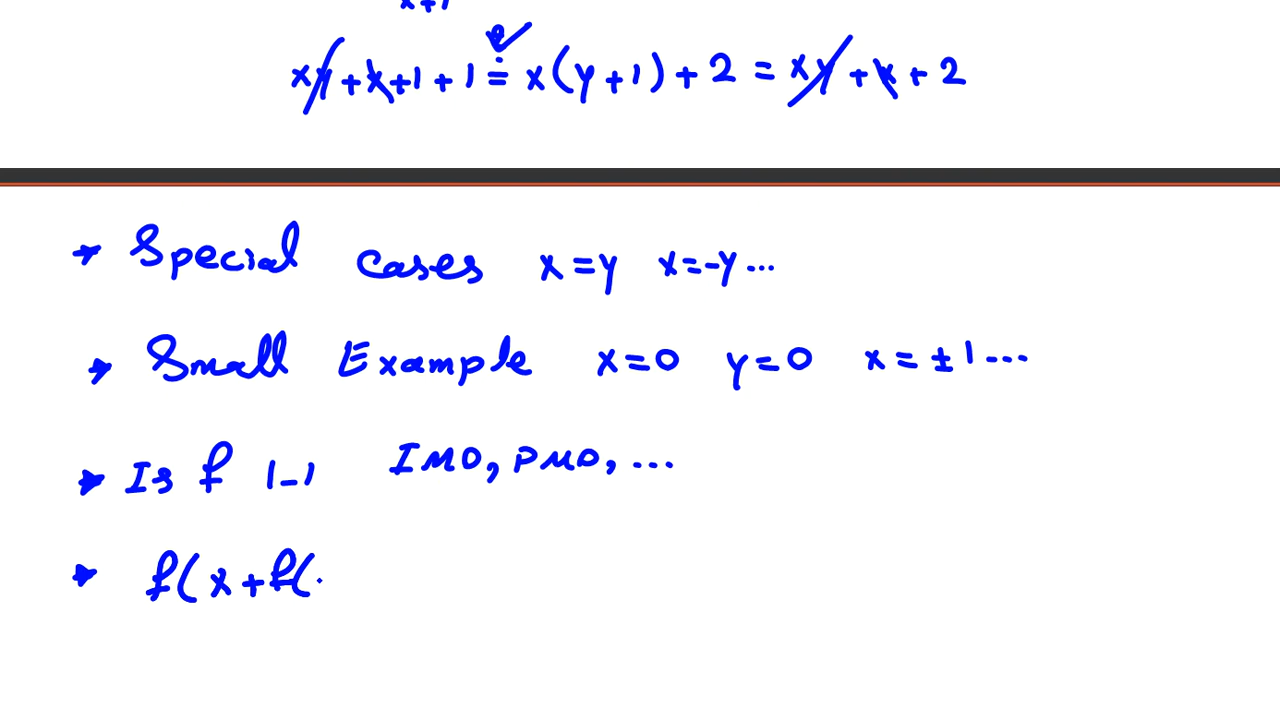 x+1
xy + x + 1 + 1 ≟ x(y+1) + 2 = xy + x + 2
Special cases x=y x=-y...
Small Example x=0 y=0 x=±1...
Is f 1-1 IMO, PMO, ...
f(x+f(.